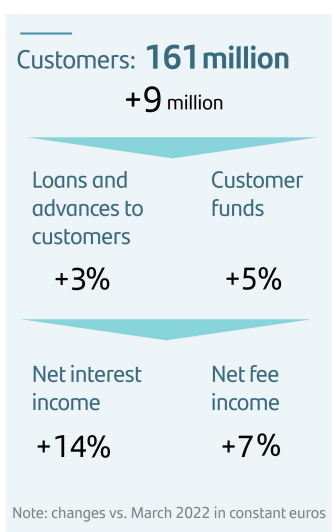 Customers: 161 million
+9 million
Loans and
advances to
customers
Customer
funds
+3%
+5%
Net interest
income
Net fee
income
+14%
+7%
Note: changes vs. March 2022 in constant euros